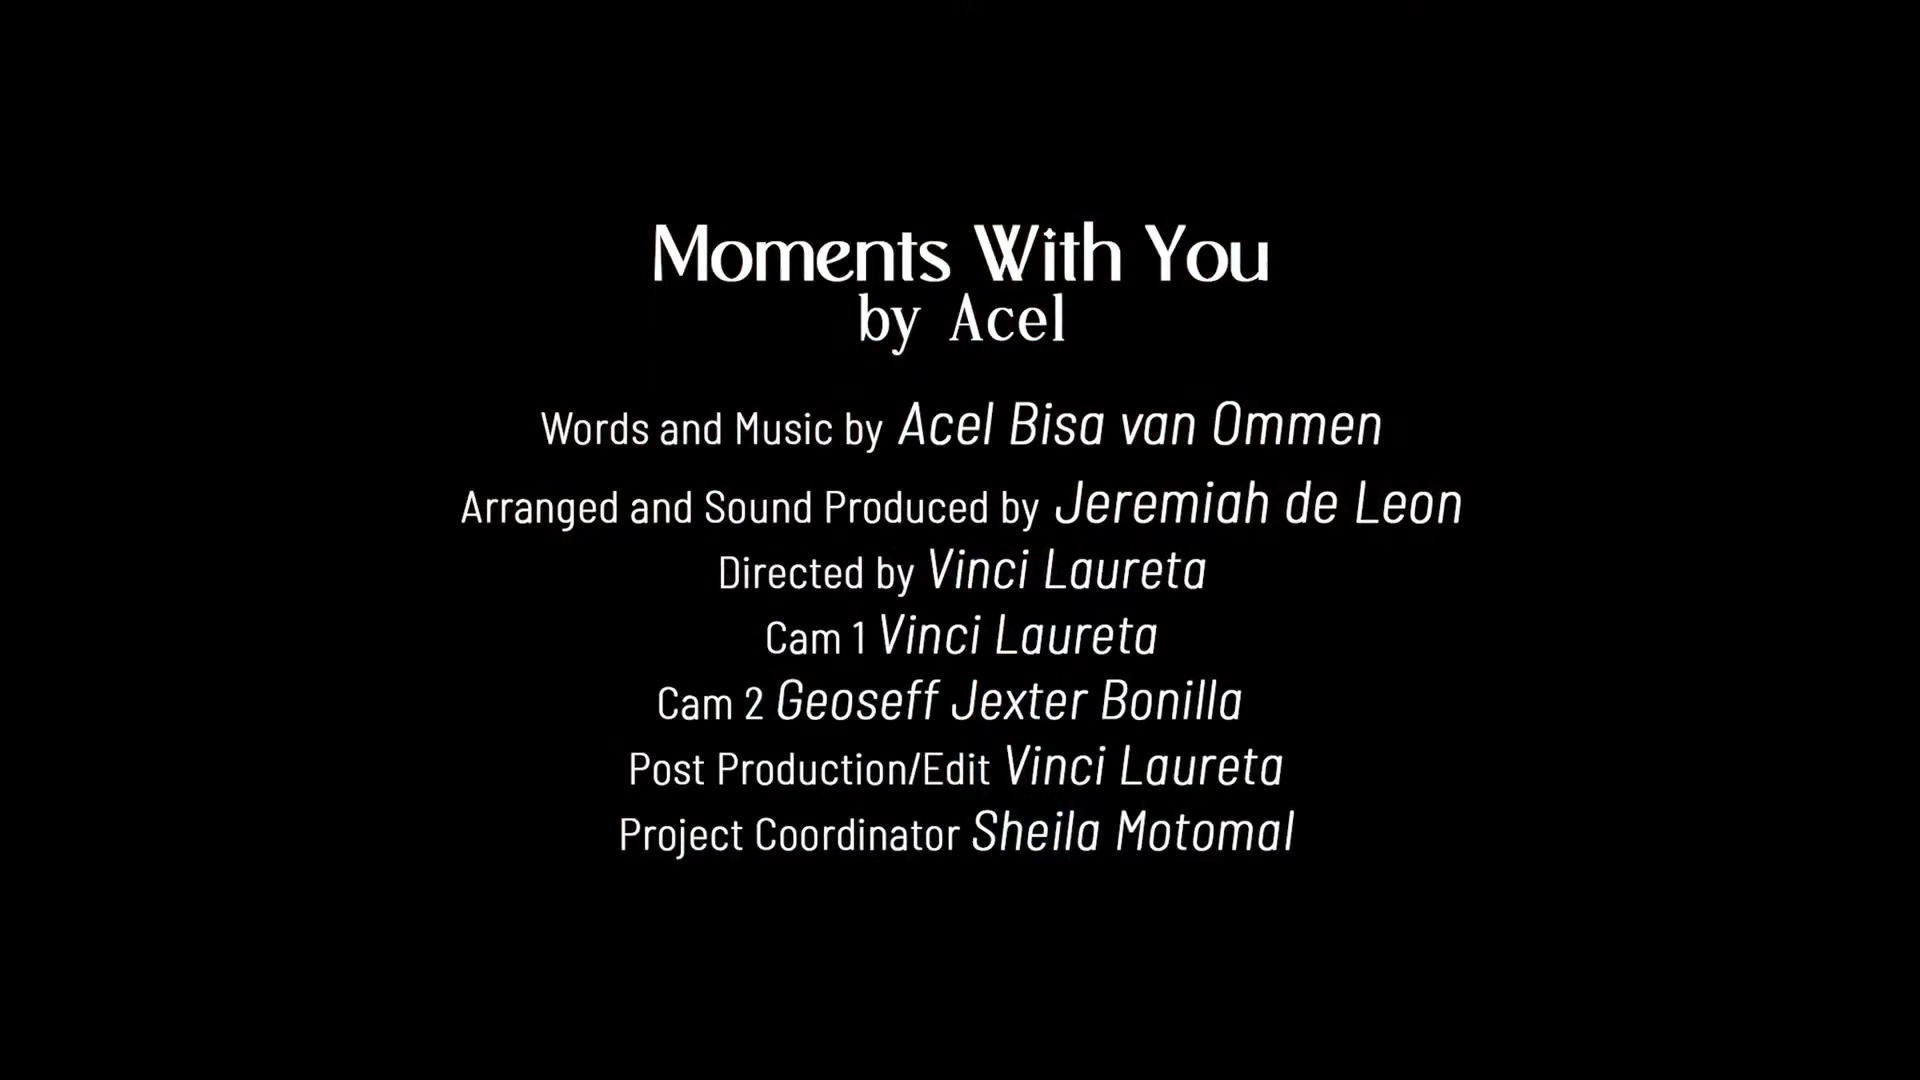 Moments With You
by Acel
Words and Music by Acel Bisa van Ommen
Arranged and Sound Produced by Jeremiah de Leon
Directed by Vinci Laureta
Cam 1 Vinci Laureta
Cam 2 Geoseff Jexter Bonilla
Post Production/Edit Vinci Laureta
Project Coordinator Sheila Motomal